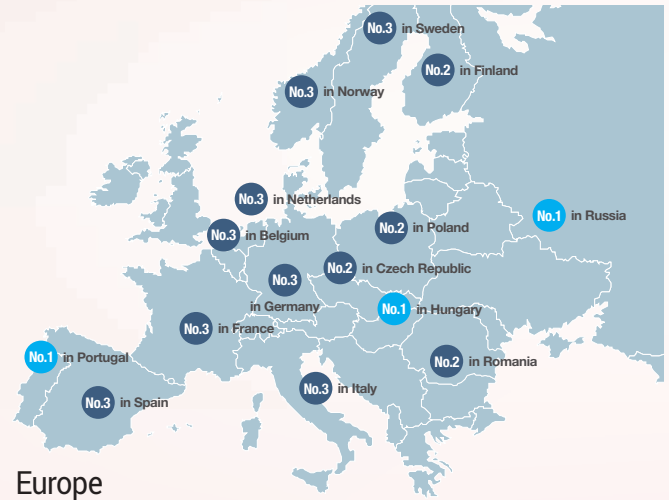 No.3 in Sweden
No.2 in Finland
No.3 in Norway
No.3 in Netherlands
No.1 in Russia
No.3 in Belgium
No.2 in Poland
No.2 in Czech Republic
No.3
in Germany
No.1 in Hungary
No.3 in France
No.1 in Portugal
No.2 in Romania
No.3 in Italy
No.3 in Spain
Europe